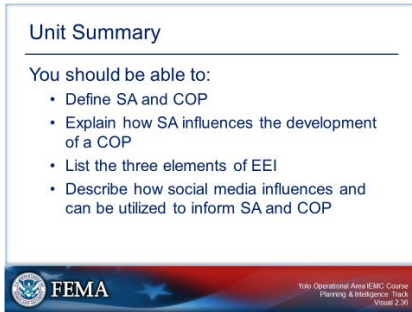 Unit Summary
You should be able to:
• Define SA and COP
• Explain how SA influences the development
of a COP
• List the three elements of EEI
• Describe how social media influences and
can be utilized to inform SA and COP
FEMA
Yolo Operational Area IEMC Course
Planning & Intelligence Track
Visual 2.36